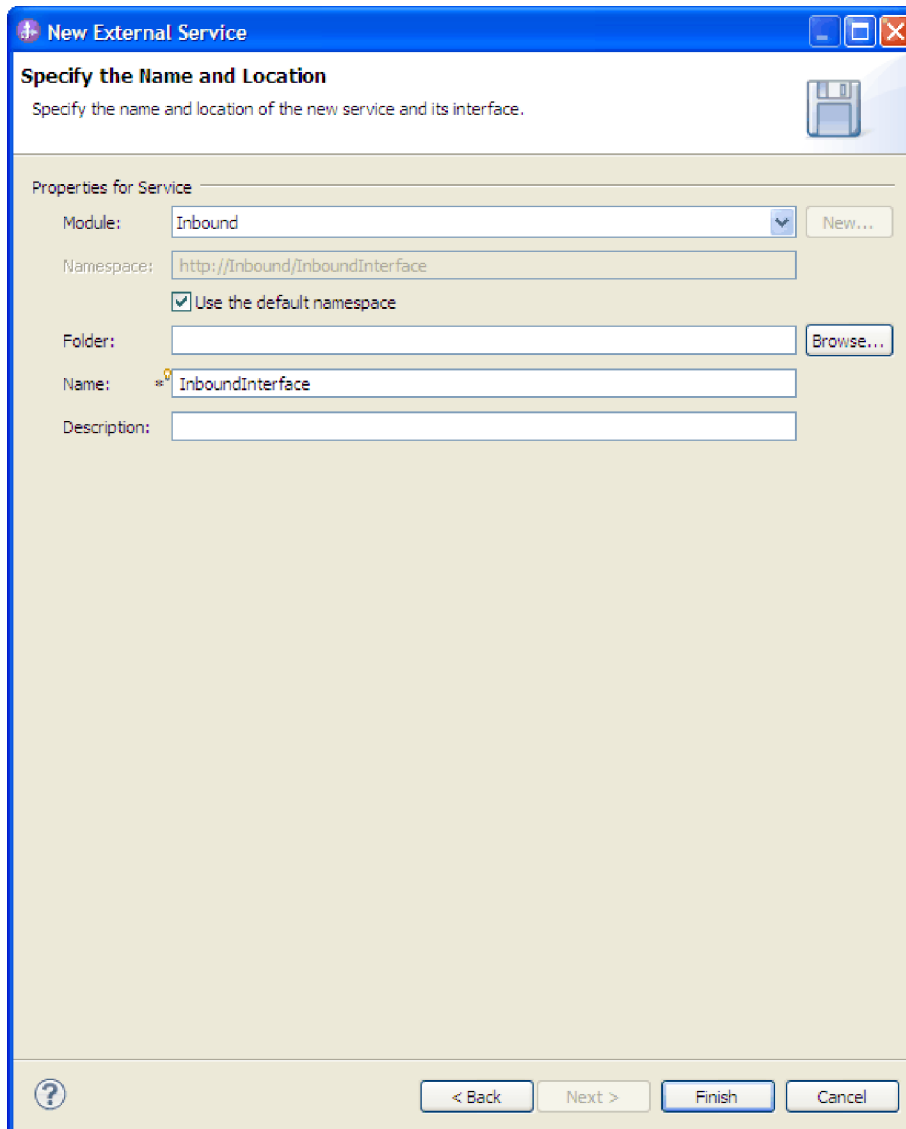 New External Service
Specify the Name and Location
Specify the name and location of the new service and its interface.
Properties for Service
Module: Inbound New...
Namespace: http://Inbound/InboundInterface
Use the default namespace
Folder: Browse...
Name: * InboundInterface
Description:
? < Back Next > Finish Cancel